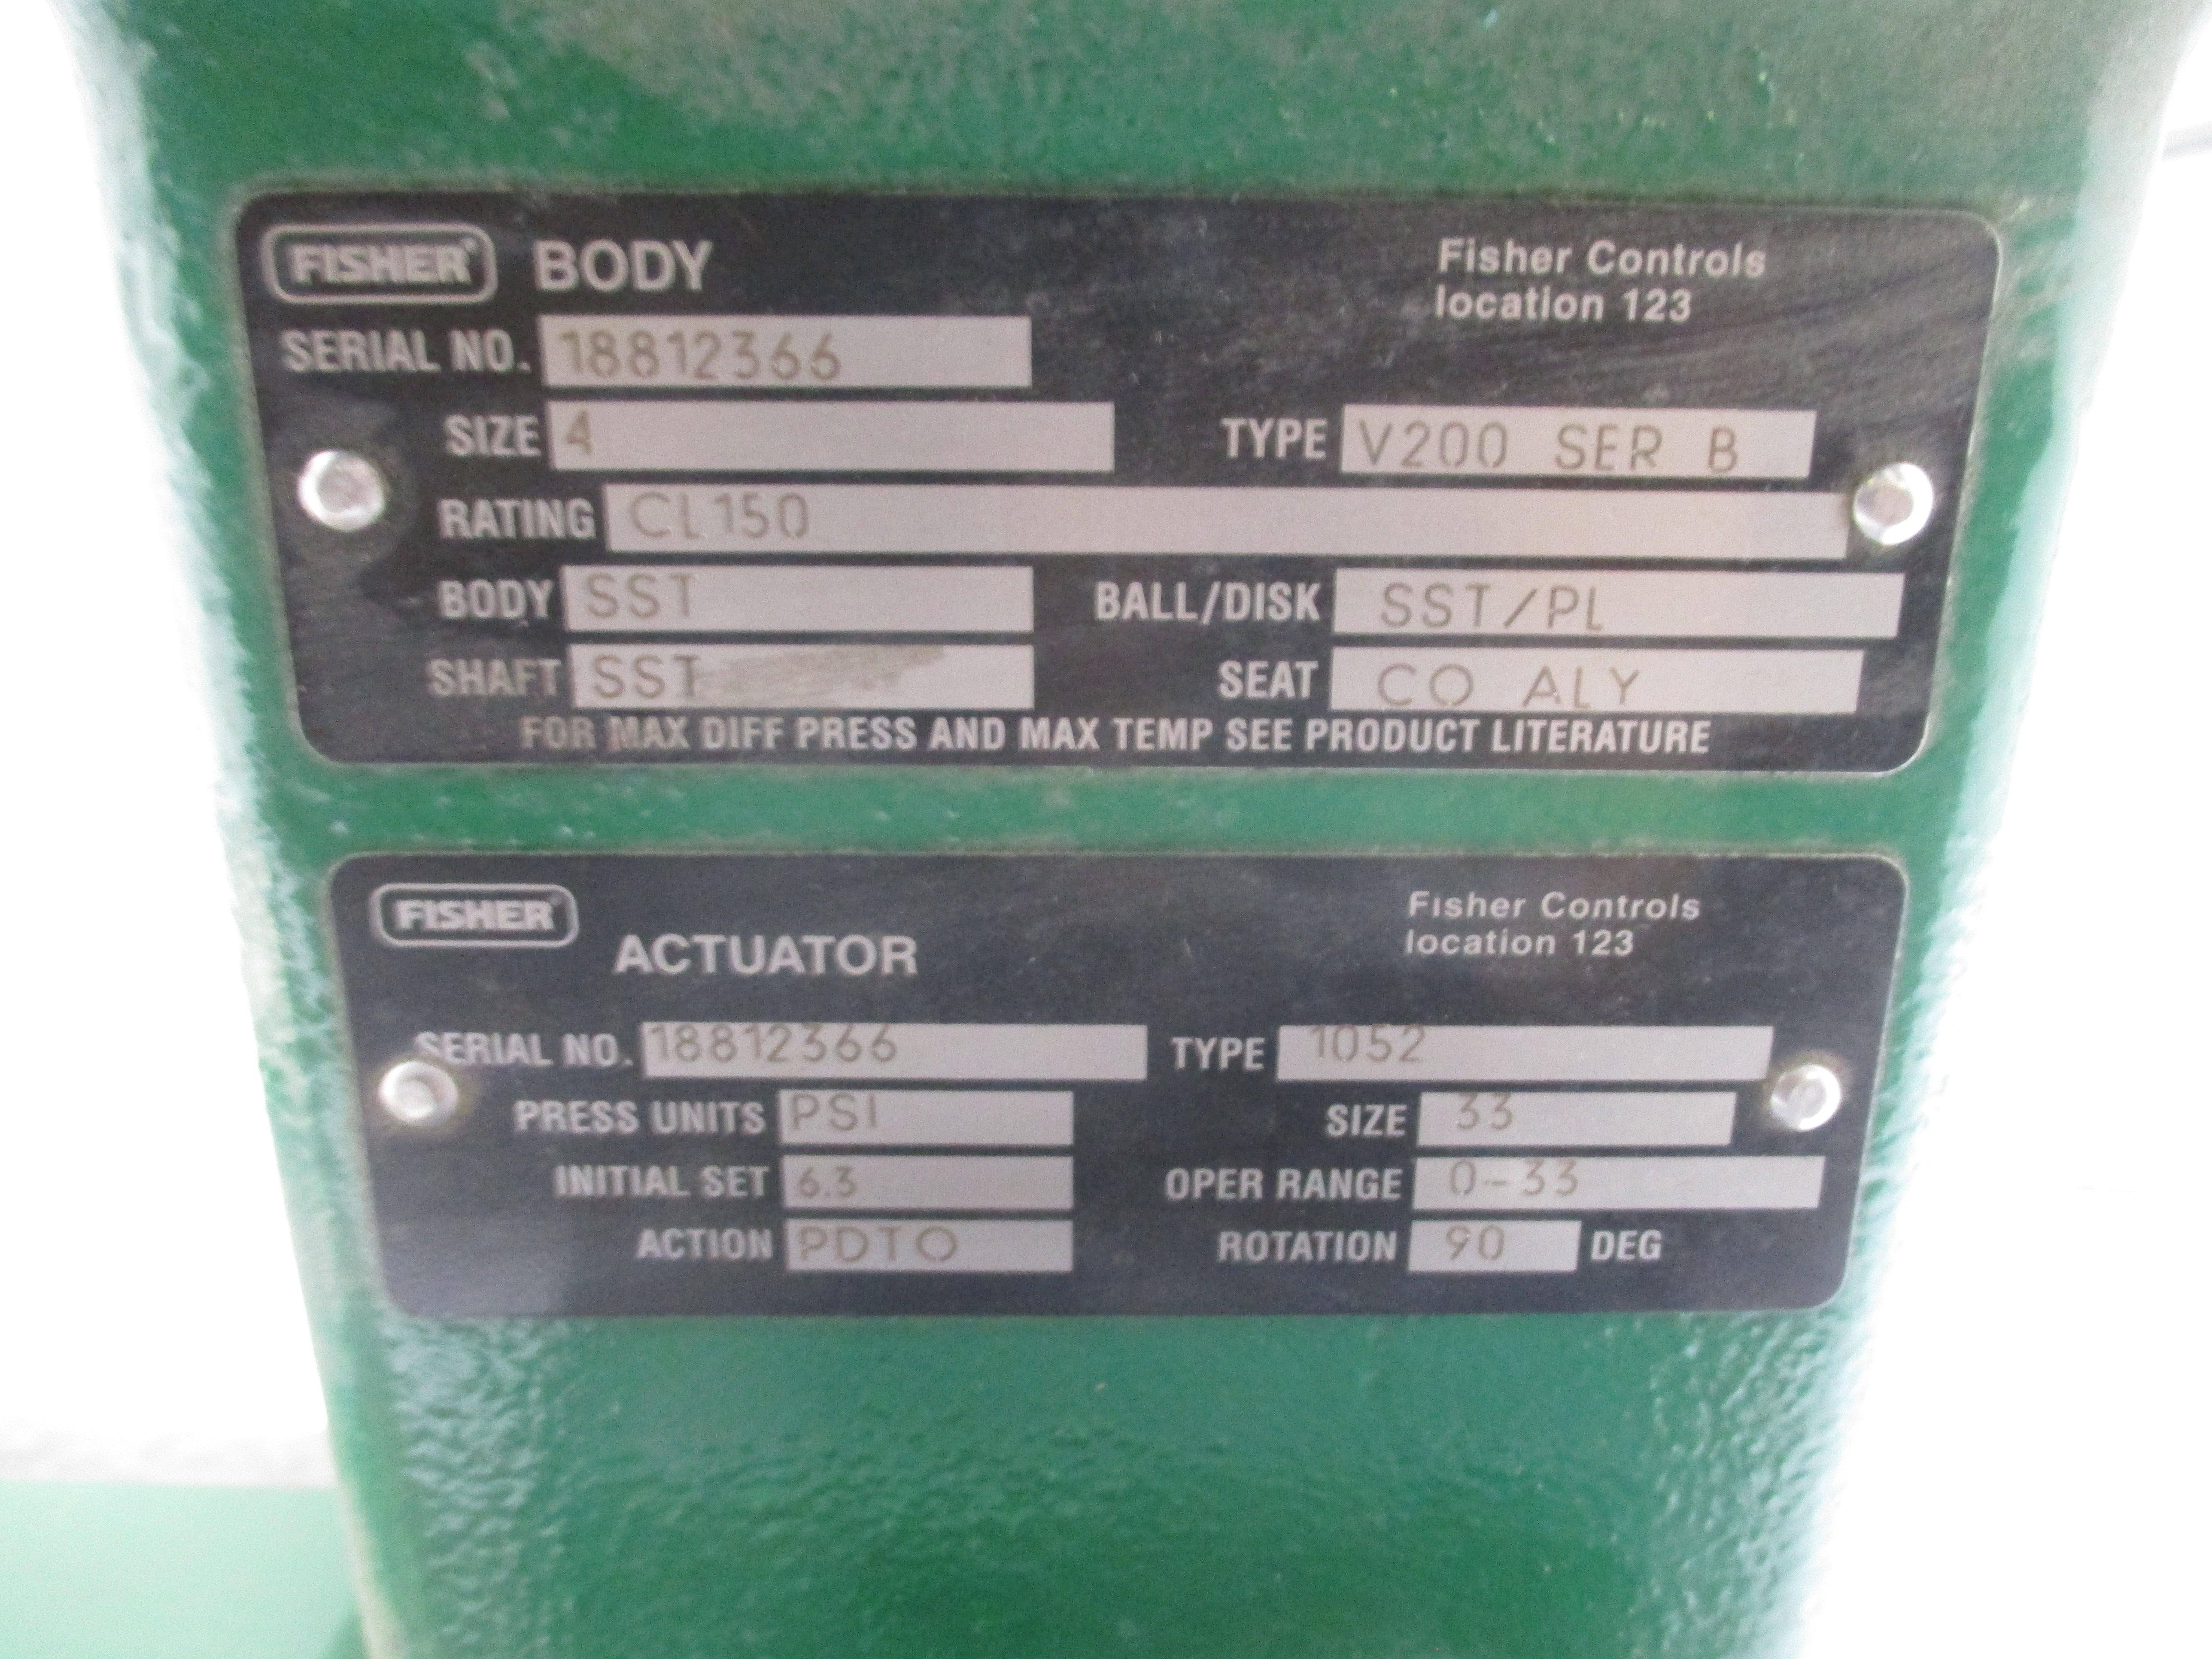 FISHER® BODY Fisher Controls
location 123
SERIAL NO. 18812366
SIZE 4 TYPE V200 SER B
RATING CL150
BODY SST BALL/DISK SST/PL
SHAFT SST SEAT CO ALY
FOR MAX DIFF PRESS AND MAX TEMP SEE PRODUCT LITERATURE
FISHER® Fisher Controls
location 123
ACTUATOR
SERIAL NO. 18812366 TYPE 1052
PRESS UNITS PSI SIZE 33
INITIAL SET 6.3 OPER RANGE 0-33
ACTION PDTO ROTATION 90 DEG